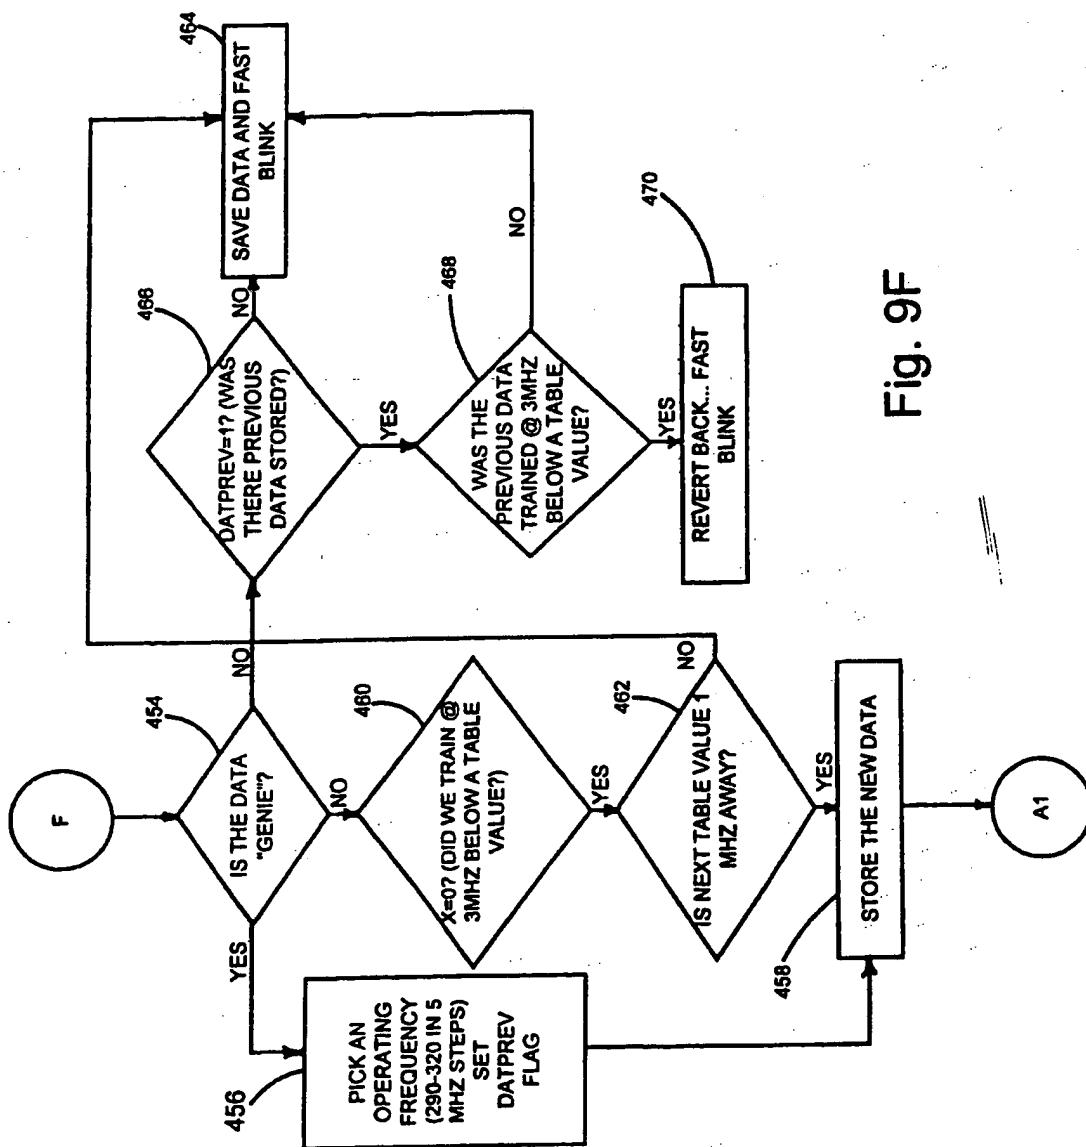 F
454
IS THE DATA
"GENIE"?
YES
NO
NO
456
PICK AN
OPERATING
FREQUENCY
(290-320 IN 5
MHZ STEPS)
SET
DATPREV
FLAG
460
X=0? (DID WE TRAIN @
3MHZ BELOW A TABLE
VALUE?)
YES
462
IS NEXT TABLE VALUE 1
MHZ AWAY?
NO
YES
458
STORE THE NEW DATA
A1
466
DATPREV=1? (WAS
THERE PREVIOUS
DATA STORED?)
NO
YES
464
SAVE DATA AND FAST
BLINK
468
WAS THE
PREVIOUS DATA
TRAINED @ 3MHZ
BELOW A TABLE
VALUE?
NO
YES
470
REVERT BACK... FAST
BLINK
Fig. 9F